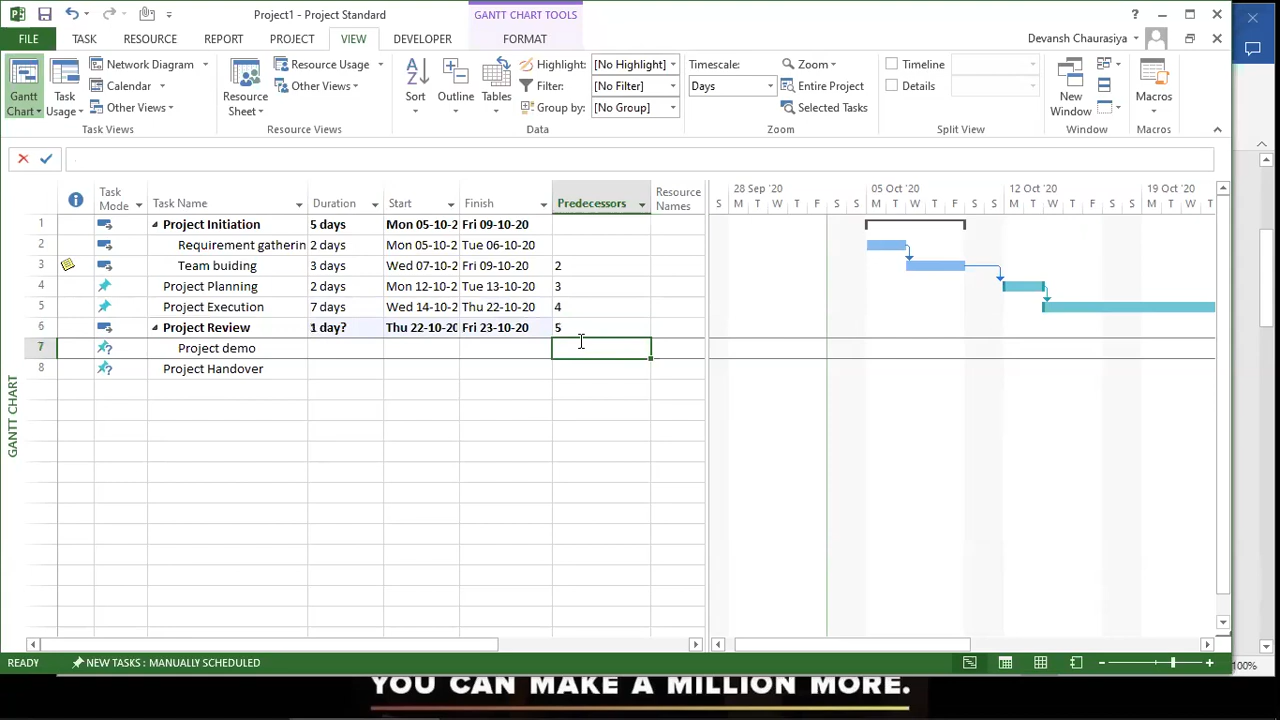 Project1 - Project Standard
GANTT CHART TOOLS
FILE TASK RESOURCE REPORT PROJECT VIEW DEVELOPER FORMAT
Devansh Chaurasiya
Gantt Chart
Task Usage
Network Diagram
Calendar
Other Views
Task Views
Resource Sheet
Resource Usage
Other Views
Resource Views
Sort
Outline
Tables
Highlight: [No Highlight]
Filter: [No Filter]
Group by: [No Group]
Data
Timescale:
Days
Zoom
Entire Project
Selected Tasks
Zoom
Timeline
Details
Split View
New Window
Window
Macros
Macros
Task Mode Task Name Duration Start Finish Predecessors Resource Names
28 Sep '20 05 Oct '20 12 Oct '20 19 Oct '20
S M T W T F S S M T W T F S S M T W T F S S M T W T
1 Project Initiation 5 days Mon 05-10-2 Fri 09-10-20
2 Requirement gatherin 2 days Mon 05-10-2 Tue 06-10-20
3 Team buiding 3 days Wed 07-10-2 Fri 09-10-20 2
4 Project Planning 2 days Mon 12-10-2 Tue 13-10-20 3
5 Project Execution 7 days Wed 14-10-2 Thu 22-10-20 4
6 Project Review 1 day? Thu 22-10-20 Fri 23-10-20 5
7 Project demo
8 Project Handover
GANTT CHART
READY NEW TASKS : MANUALLY SCHEDULED
100%
YOU CAN MAKE A MILLION MORE.